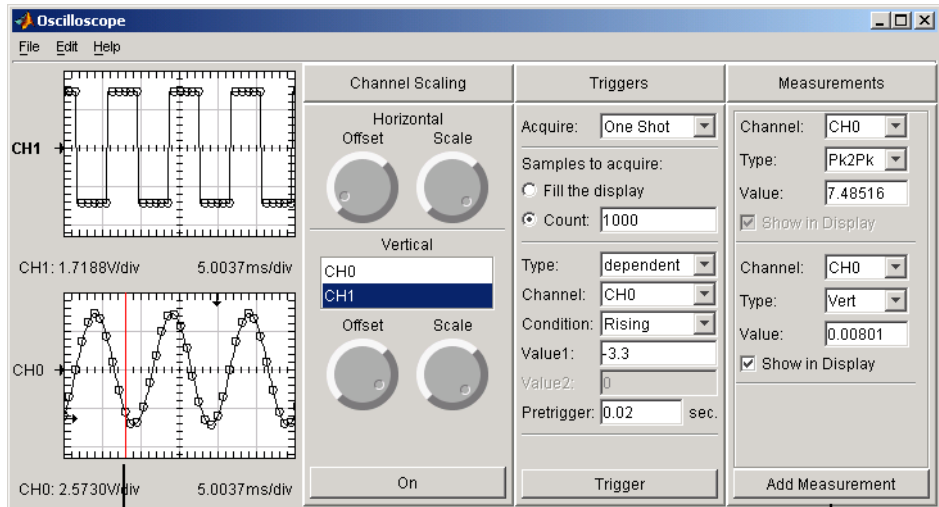 Oscilloscope
File Edit Help
CH1
CH1: 1.7188V/div 5.0037ms/div
CH0
CH0: 2.5730V/div 5.0037ms/div
Channel Scaling
Horizontal
Offset Scale
Vertical
CH0
CH1
Offset Scale
On
Triggers
Acquire: One Shot
Samples to acquire:
Fill the display
Count: 1000
Type: dependent
Channel: CH0
Condition: Rising
Value1: -3.3
Value2: 0
Pretrigger: 0.02 sec.
Trigger
Measurements
Channel: CH0
Type: Pk2Pk
Value: 7.48516
Show in Display
Channel: CH0
Type: Vert
Value: 0.00801
Show in Display
Add Measurement